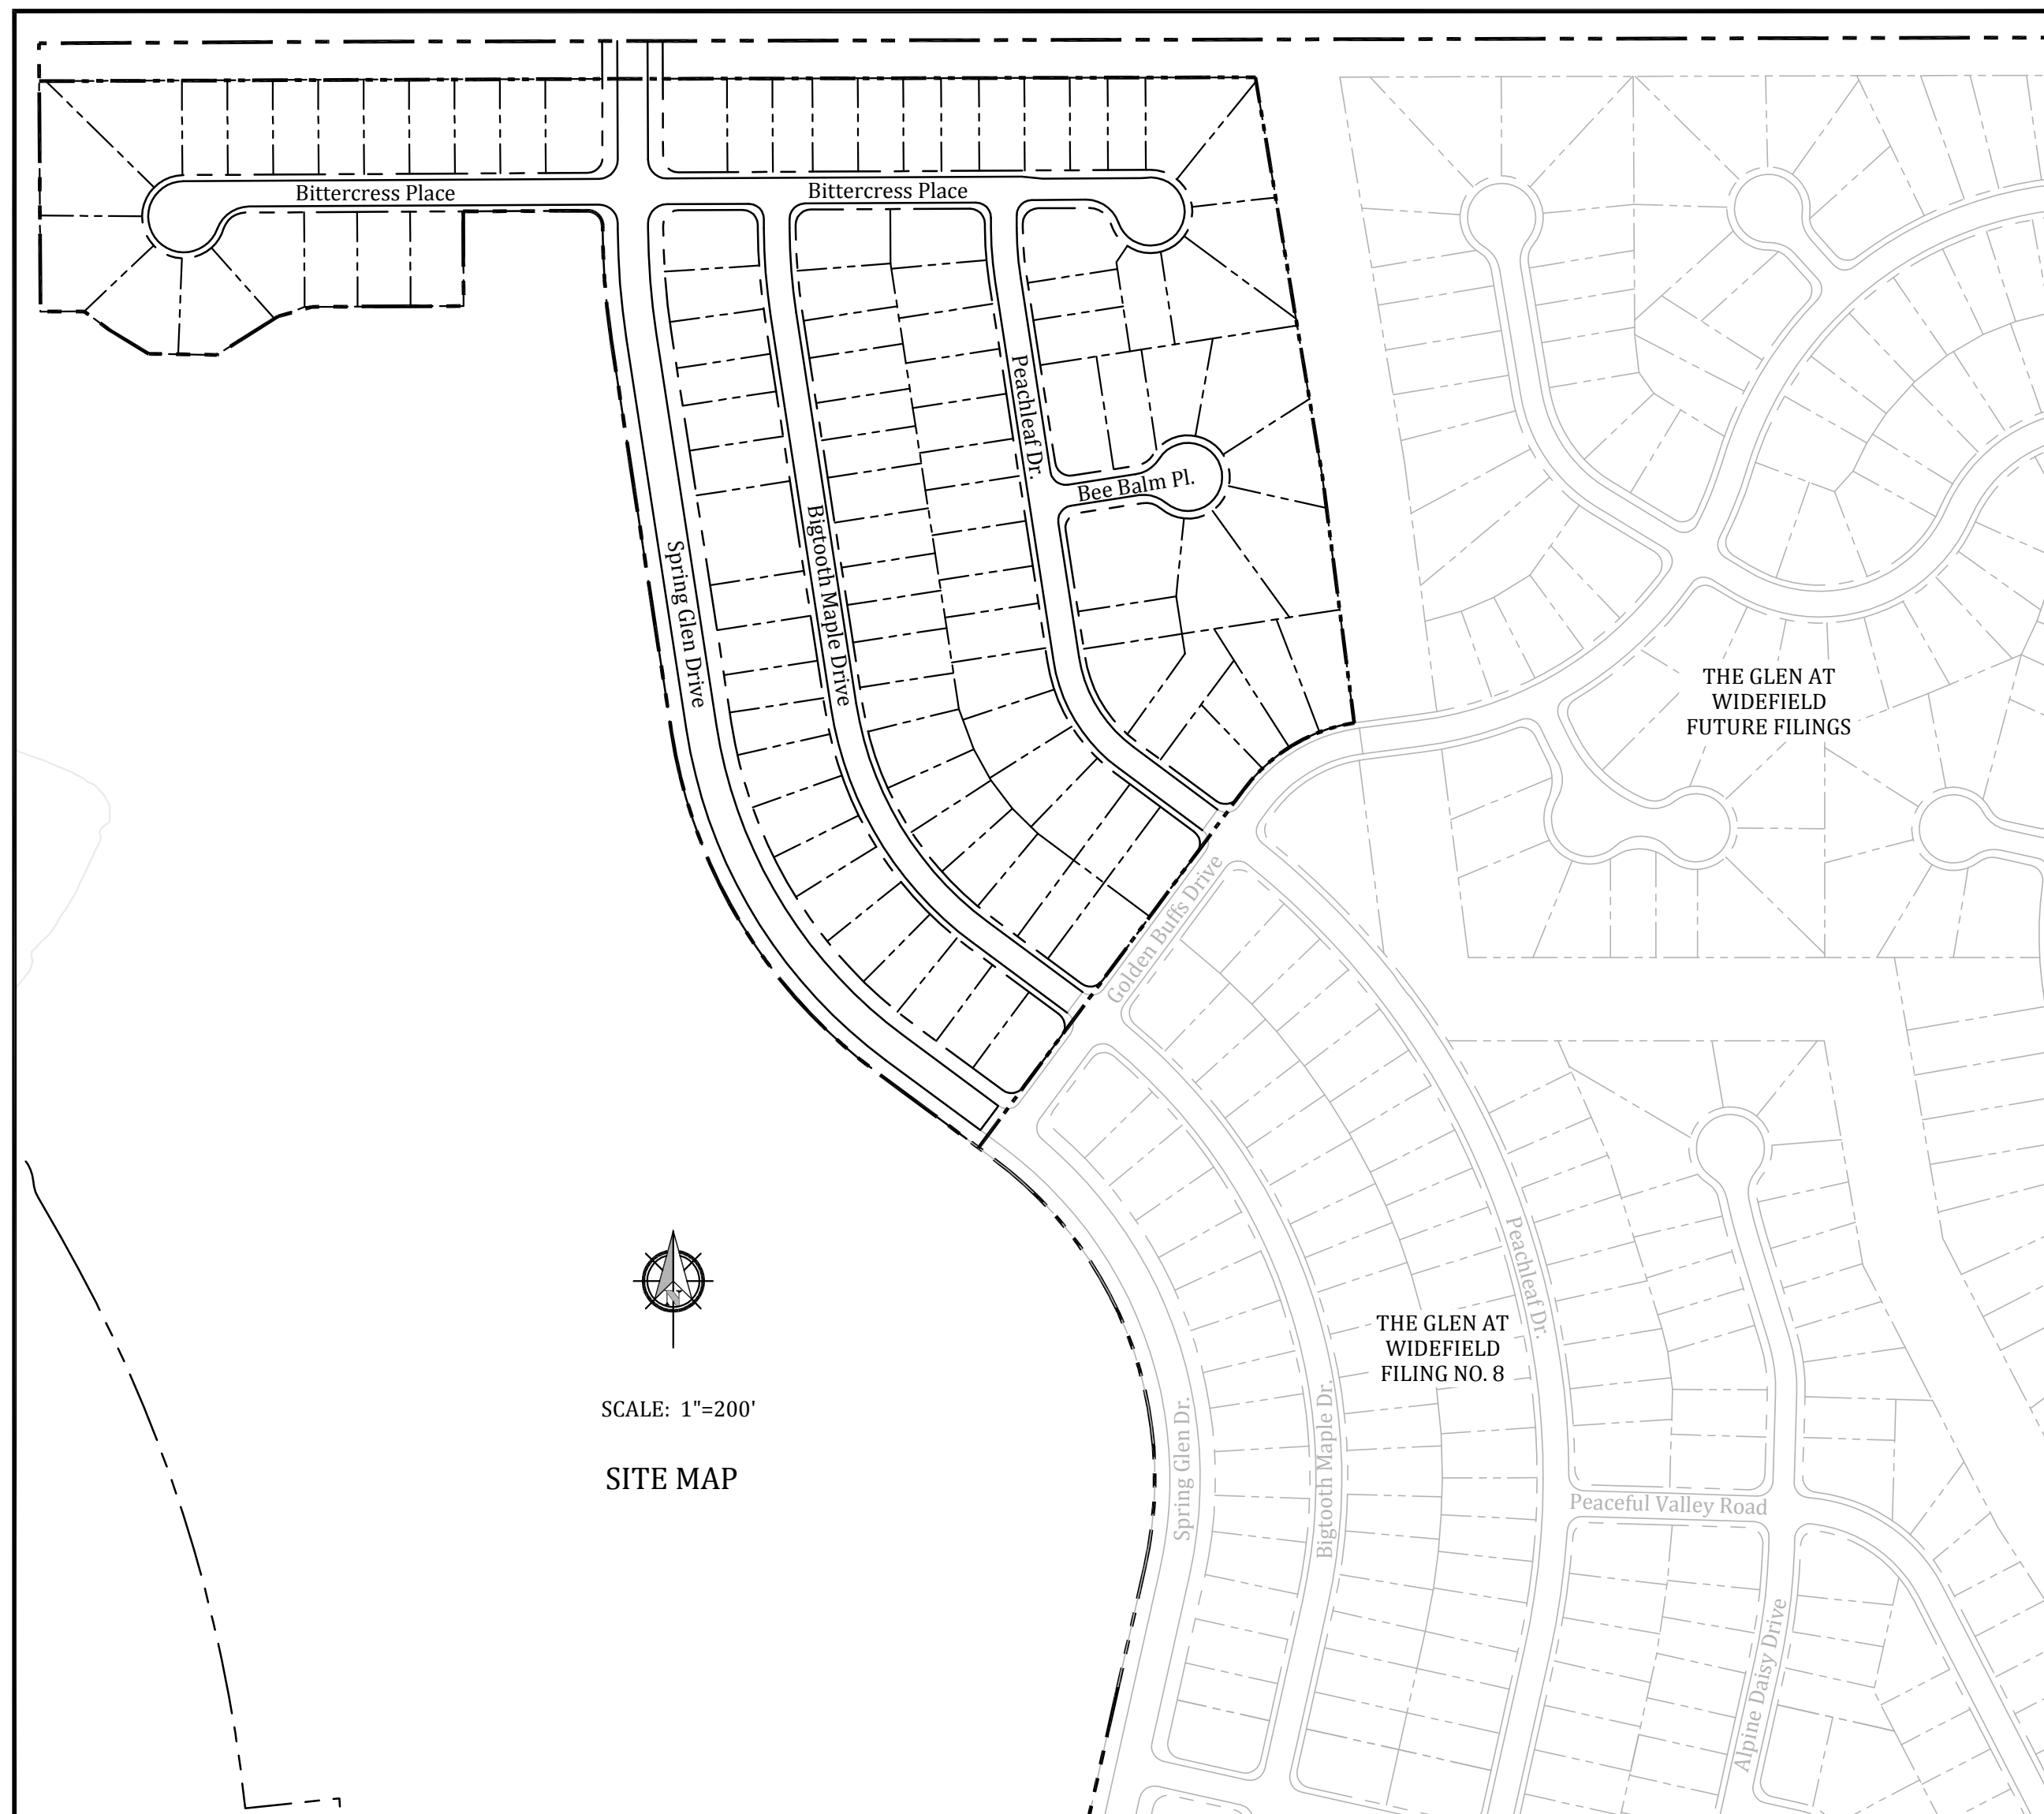 Bittercress Place
Bittercress Place
Peachleaf Dr.
Bee Balm Pl.
Bigtooth Maple Drive
Spring Glen Drive
THE GLEN AT
WIDEFIELD
FUTURE FILINGS
Golden Buffs Drive
N
Peachleaf Dr.
THE GLEN AT
WIDEFIELD
FILING NO. 8
SCALE: 1"=200'
SITE MAP
Spring Glen Dr.
Bigtooth Maple Dr.
Peaceful Valley Road
Alpine Daisy Drive